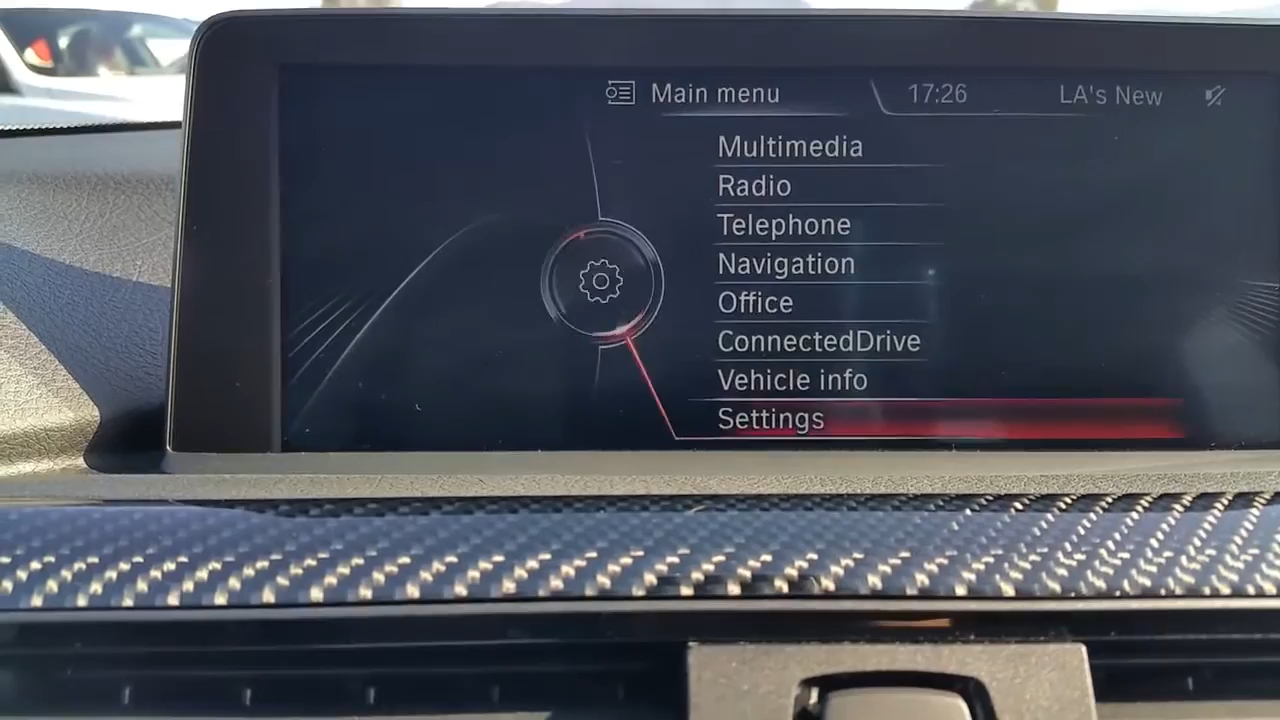 Main menu
17:26
LA's New
Multimedia
Radio
Telephone
Navigation
Office
ConnectedDrive
Vehicle info
Settings